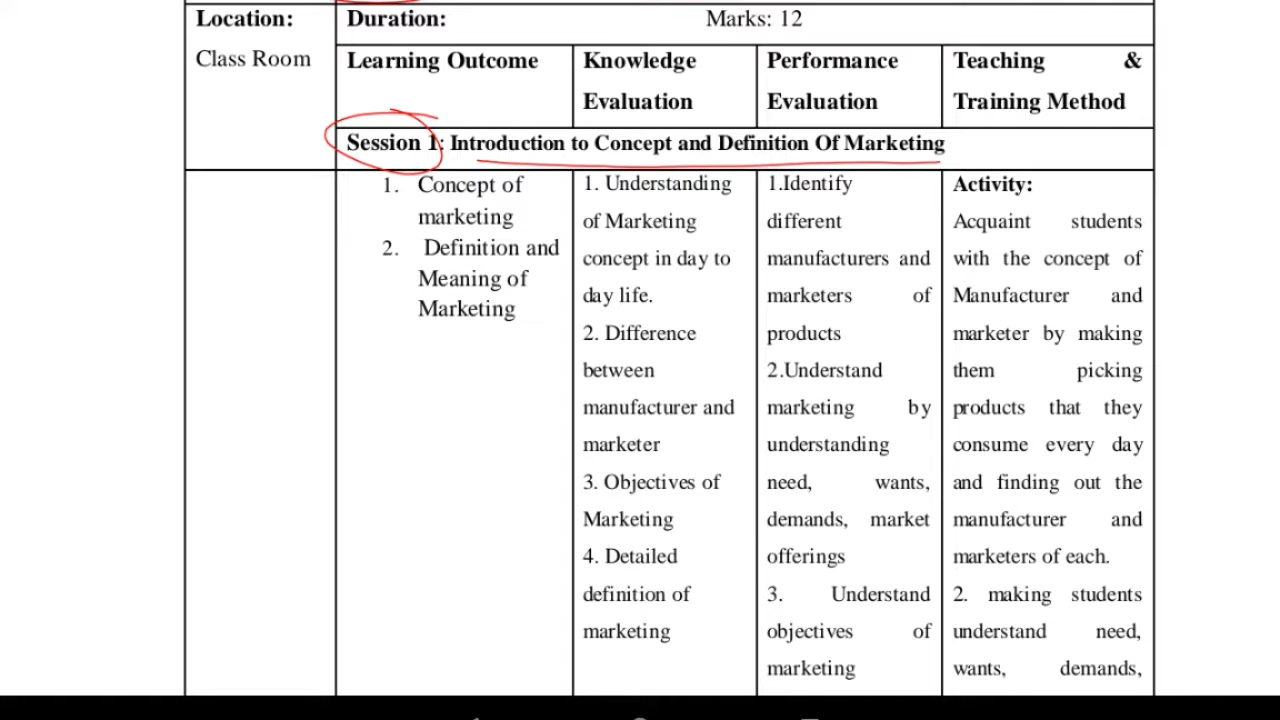 Location:
Class Room
Duration: Marks: 12
Learning Outcome
Knowledge
Evaluation
Performance
Evaluation
Teaching &
Training Method
Session 1: Introduction to Concept and Definition Of Marketing
1. Concept of
marketing
2. Definition and
Meaning of
Marketing
1. Understanding
of Marketing
concept in day to
day life.
2. Difference
between
manufacturer and
marketer
3. Objectives of
Marketing
4. Detailed
definition of
marketing
1.Identify
different
manufacturers and
marketers of
products
2.Understand
marketing by
understanding
need, wants,
demands, market
offerings
3. Understand
objectives of
marketing
Activity:
Acquaint students
with the concept of
Manufacturer and
marketer by making
them picking
products that they
consume every day
and finding out the
manufacturer and
marketers of each.
2. making students
understand need,
wants, demands,